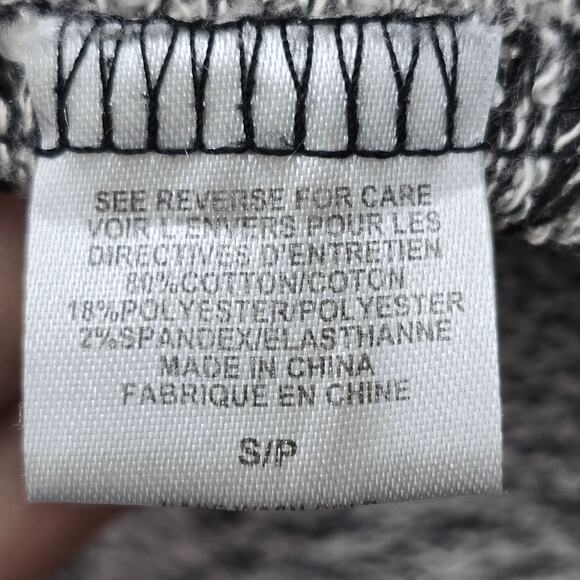 SEE REVERSE FOR CARE
VOIR L'ENVERS POUR LES
DIRECTIVES D'ENTRETIEN
80%COTTON/COTON
18%POLYESTER/POLYESTER
2%SPANDEX/ELASTHANNE
MADE IN CHINA
FABRIQUE EN CHINE
S/P